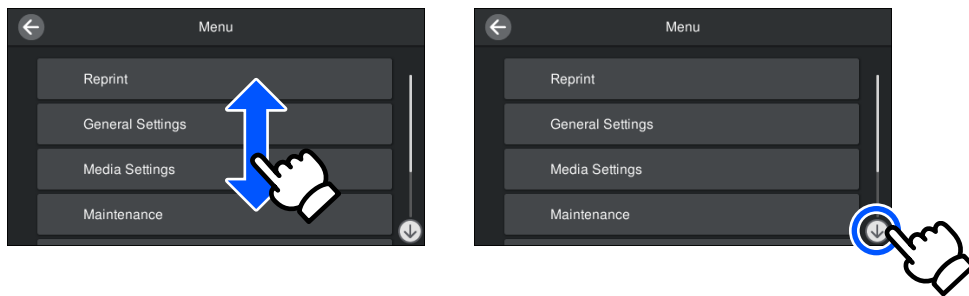 Menu
Reprint
General Settings
Media Settings
Maintenance
Menu
Reprint
General Settings
Media Settings
Maintenance